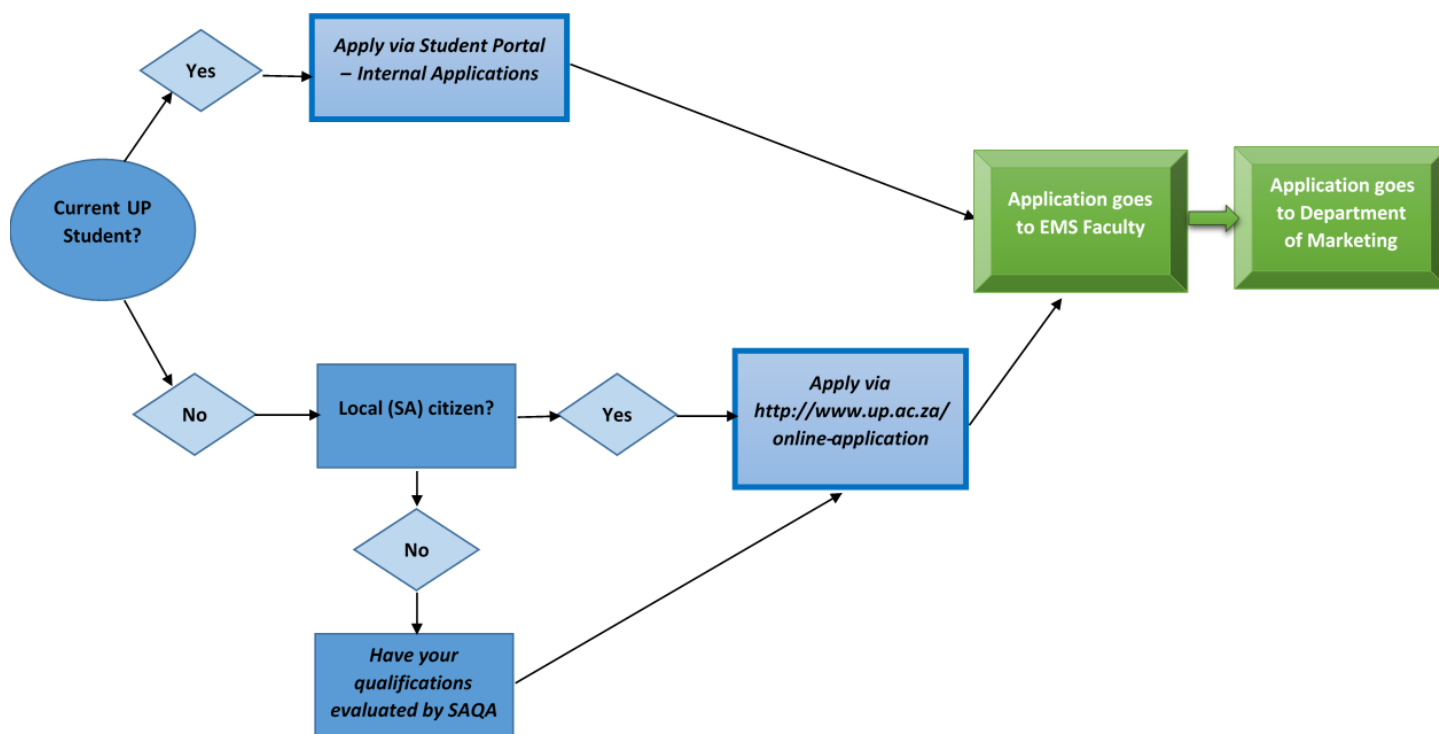 Yes
Apply via Student Portal
– Internal Applications
Current UP
Student?
Application goes
to EMS Faculty
Application goes
to Department
of Marketing
No
Local (SA) citizen?
Yes
Apply via
http://www.up.ac.za/
online-application
No
Have your
qualifications
evaluated by SAQA